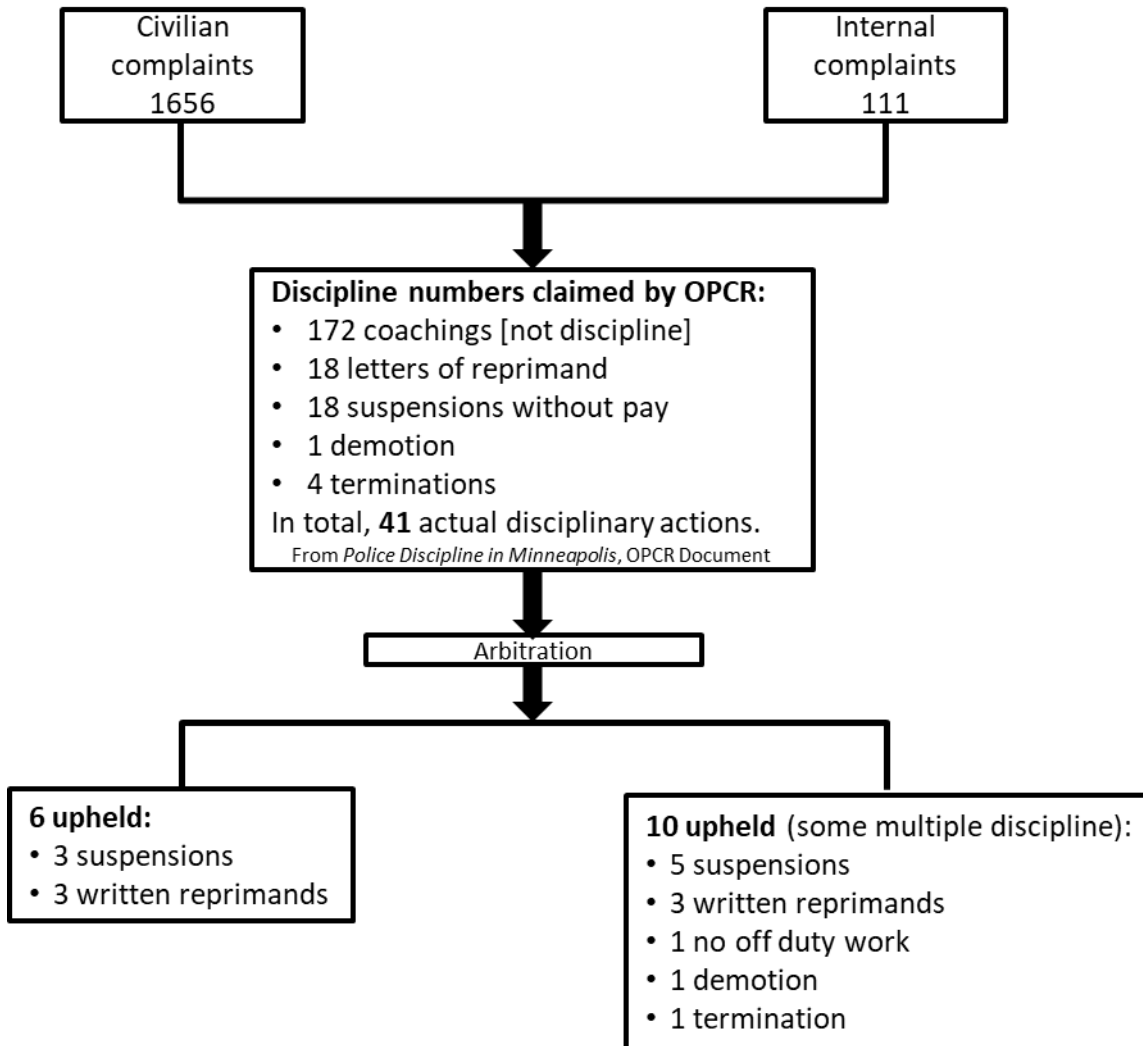 Civilian
complaints
1656
Internal
complaints
111
Discipline numbers claimed by OPCR:
• 172 coachings [not discipline]
• 18 letters of reprimand
• 18 suspensions without pay
• 1 demotion
• 4 terminations
In total, 41 actual disciplinary actions.
From Police Discipline in Minneapolis, OPCR Document
Arbitration
6 upheld:
• 3 suspensions
• 3 written reprimands
10 upheld (some multiple discipline):
• 5 suspensions
• 3 written reprimands
• 1 no off duty work
• 1 demotion
• 1 termination